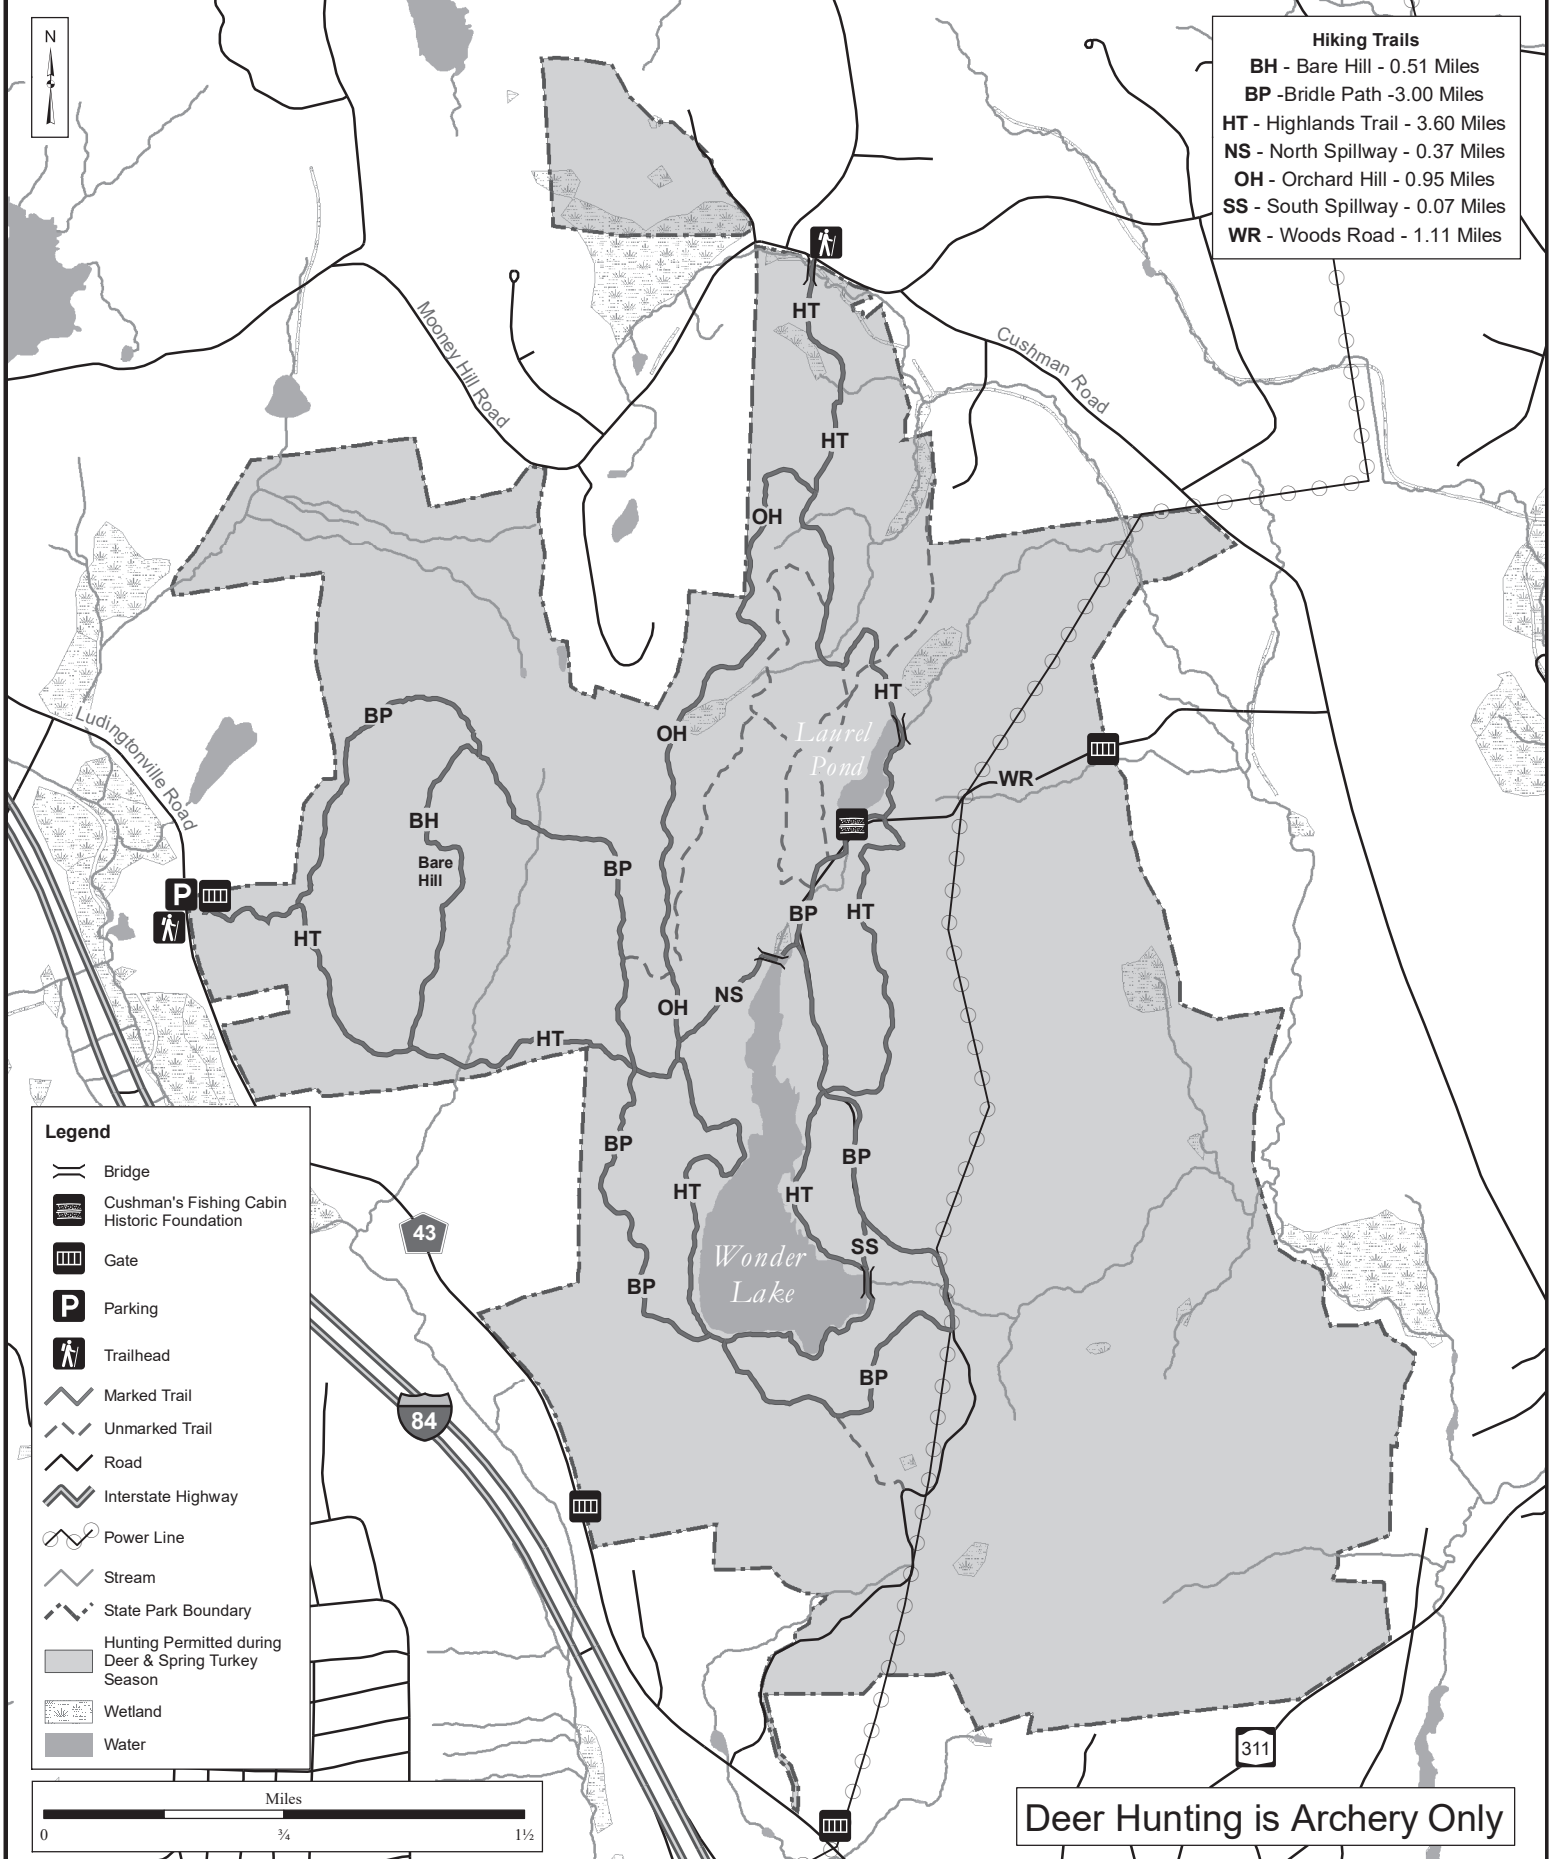 N
Hiking Trails
BH - Bare Hill - 0.51 Miles
BP -Bridle Path -3.00 Miles
HT - Highlands Trail - 3.60 Miles
NS - North Spillway - 0.37 Miles
OH - Orchard Hill - 0.95 Miles
SS - South Spillway - 0.07 Miles
WR - Woods Road - 1.11 Miles
HT
Mooney Hill Road
Cushman Road
HT
OH
HT
BP
Ludingtonville Road
OH
Laurel
Pond
WR
BH
Bare
Hill
BP
P
BP
HT
HT
NS
OH
HT
BP
BP
HT
HT
43
SS
Wonder
Lake
BP
BP
84
311
Legend
Bridge
Cushman's Fishing Cabin
Historic Foundation
Gate
P
Parking
Trailhead
Marked Trail
Unmarked Trail
Road
Interstate Highway
Power Line
Stream
State Park Boundary
Hunting Permitted during
Deer & Spring Turkey
Season
Wetland
Water
Miles
0 ¾ 1½
Deer Hunting is Archery Only